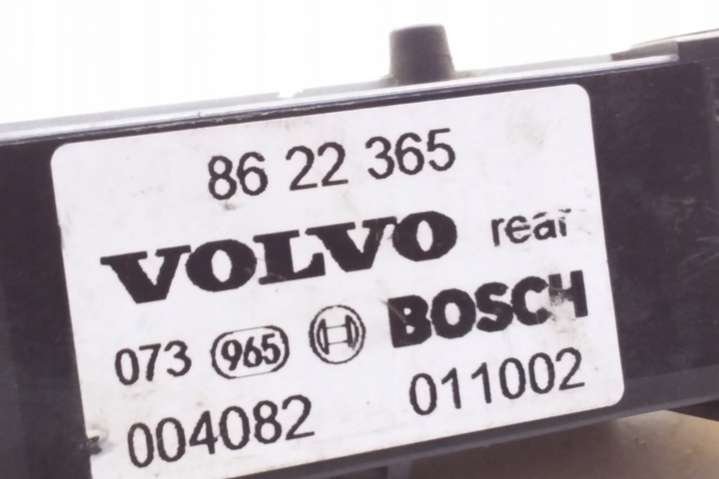 86 22 365
VOLVO rear
073 965 BOSCH
004082 011002